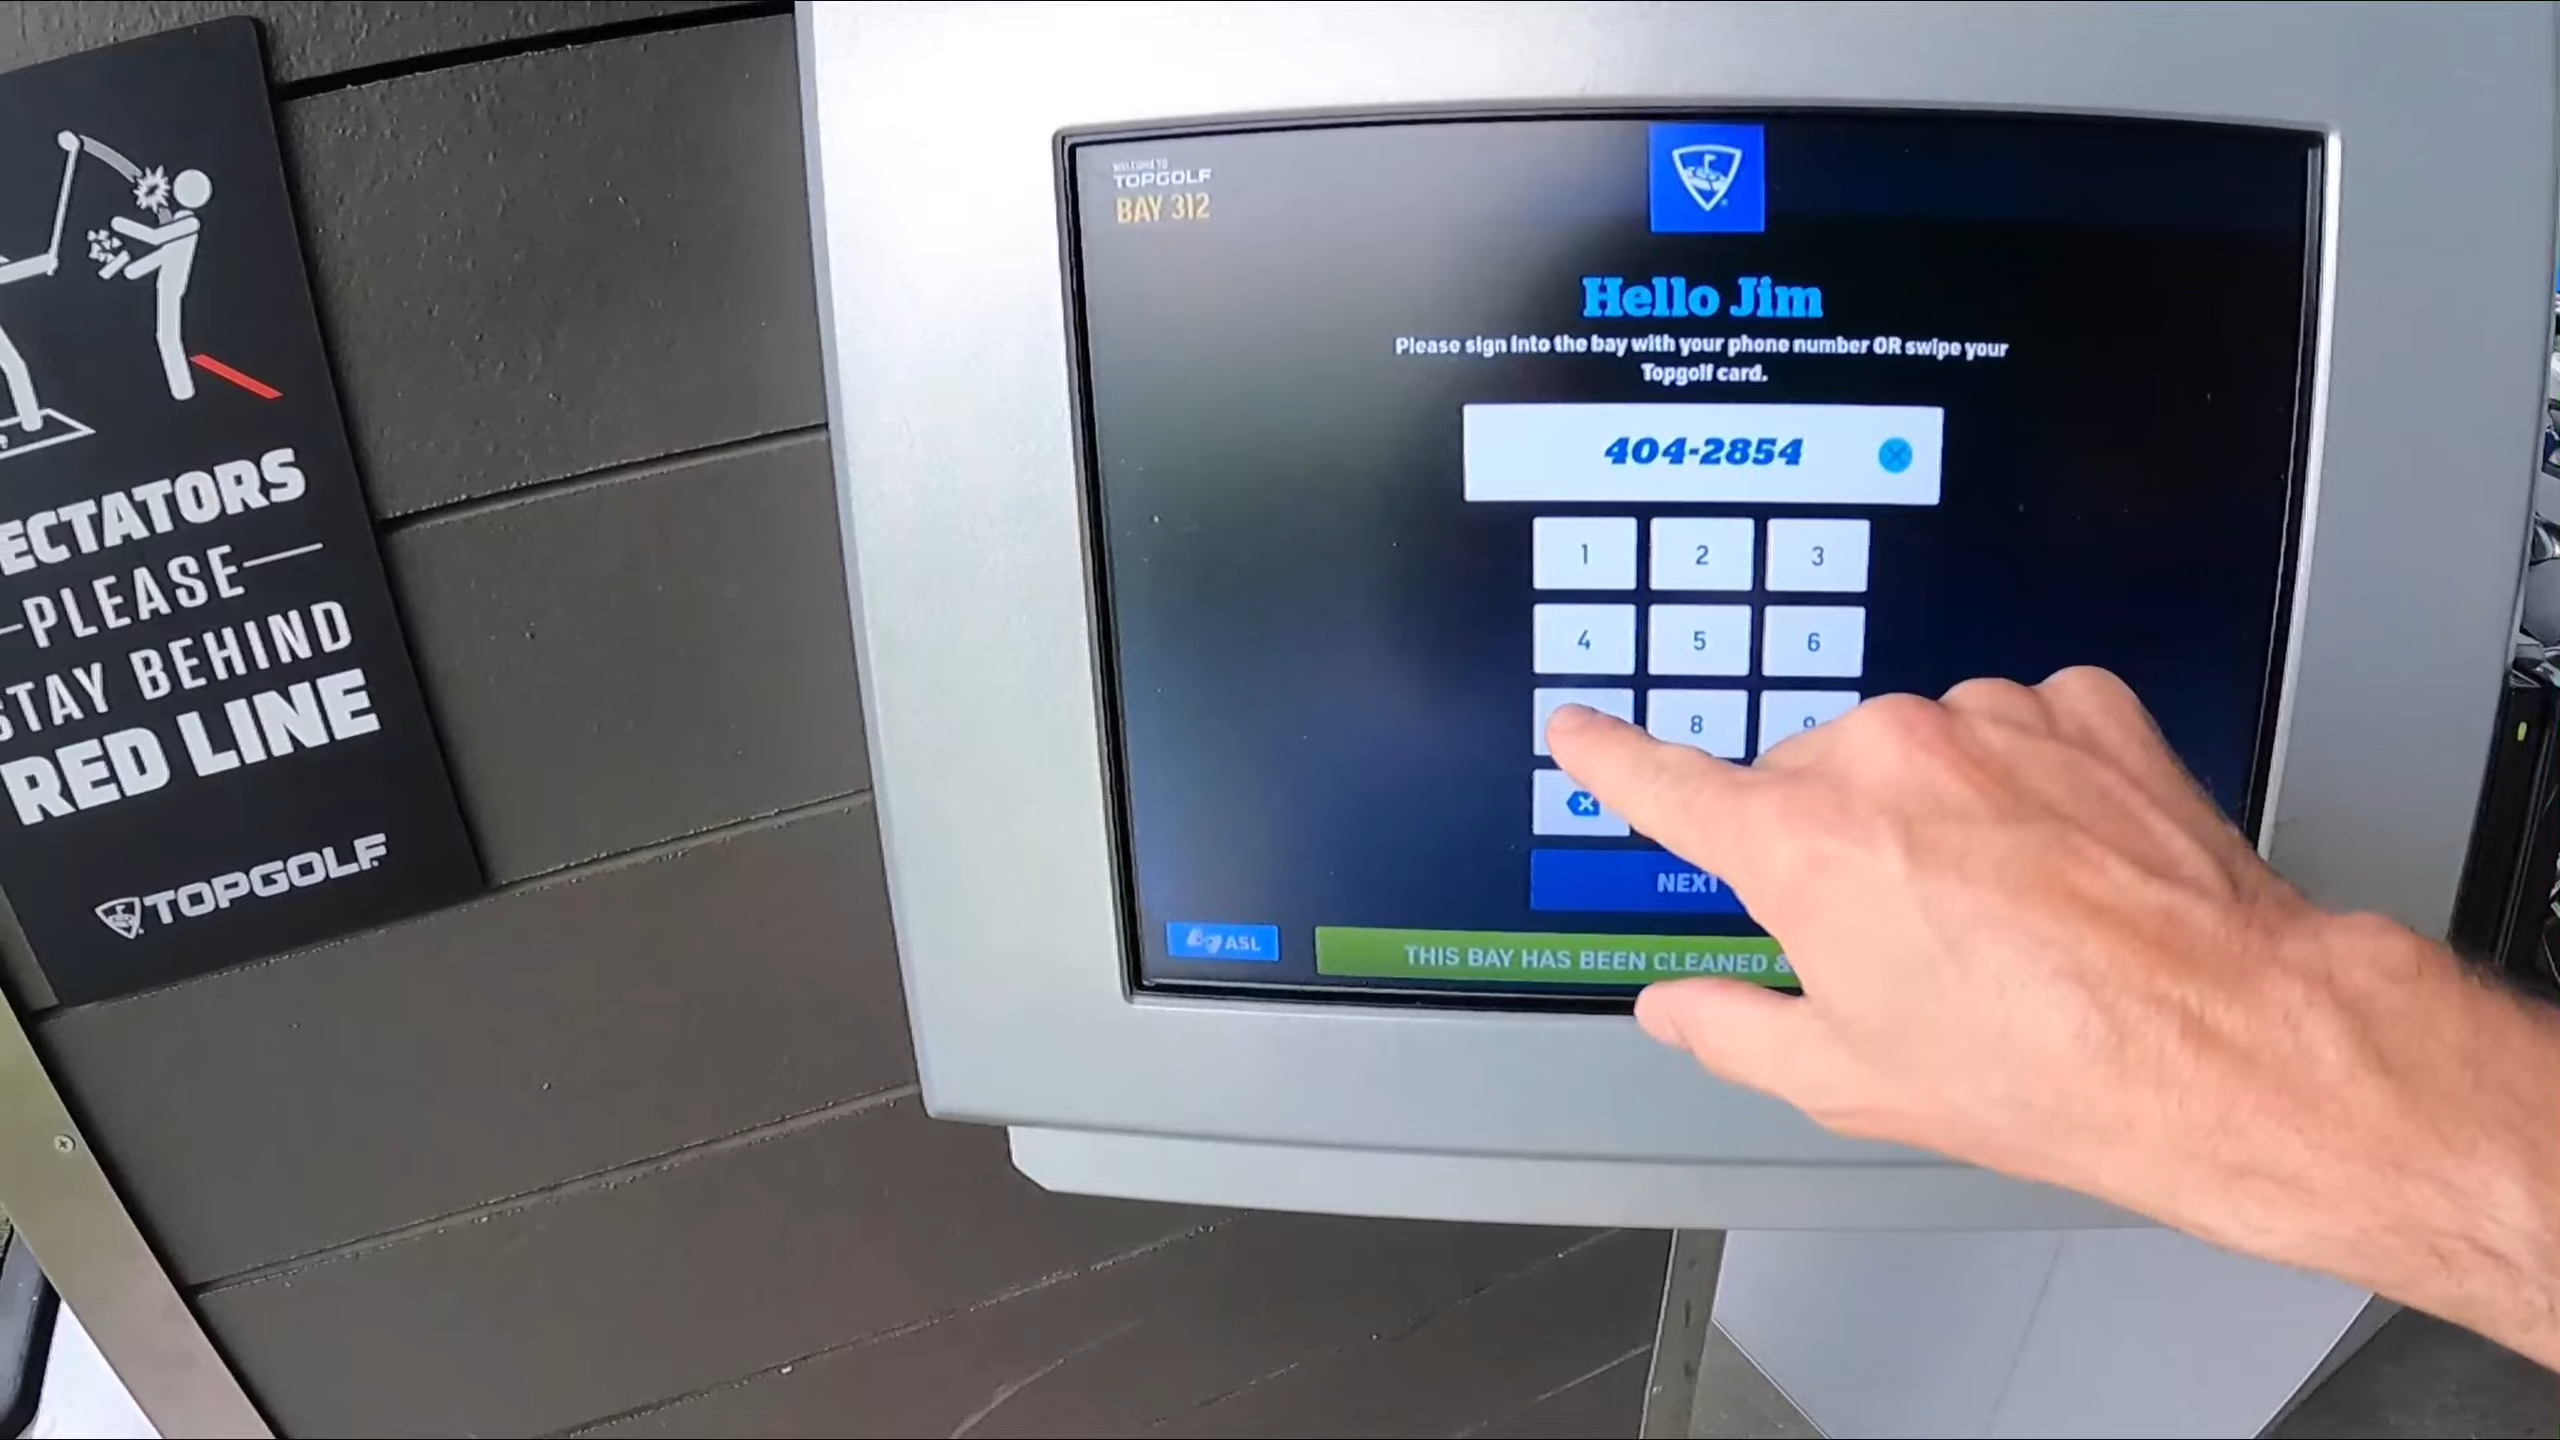 ECTATORS
PLEASE
STAY BEHIND
RED LINE
TOPGOLF
WELCOME TO
TOPGOLF
BAY 312
Hello Jim
Please sign into the bay with your phone number OR swipe your
Topgolf card.
404-2854
1 2 3
4 5 6
8 9
NEXT
ASL
THIS BAY HAS BEEN CLEANED &